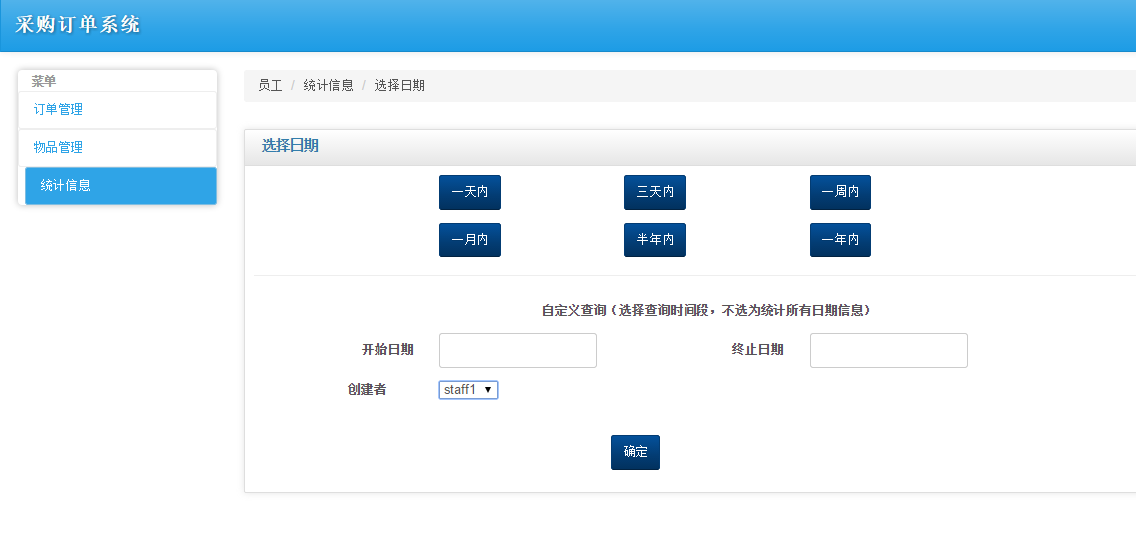 采购订单系统
菜单
订单管理
物品管理
统计信息
员工 / 统计信息 / 选择日期
选择日期
一天内 三天内 一周内
一月内 半年内 一年内
自定义查询（选择查询时间段，不选为统计所有日期信息）
开始日期 终止日期
创建者 staff1
确定